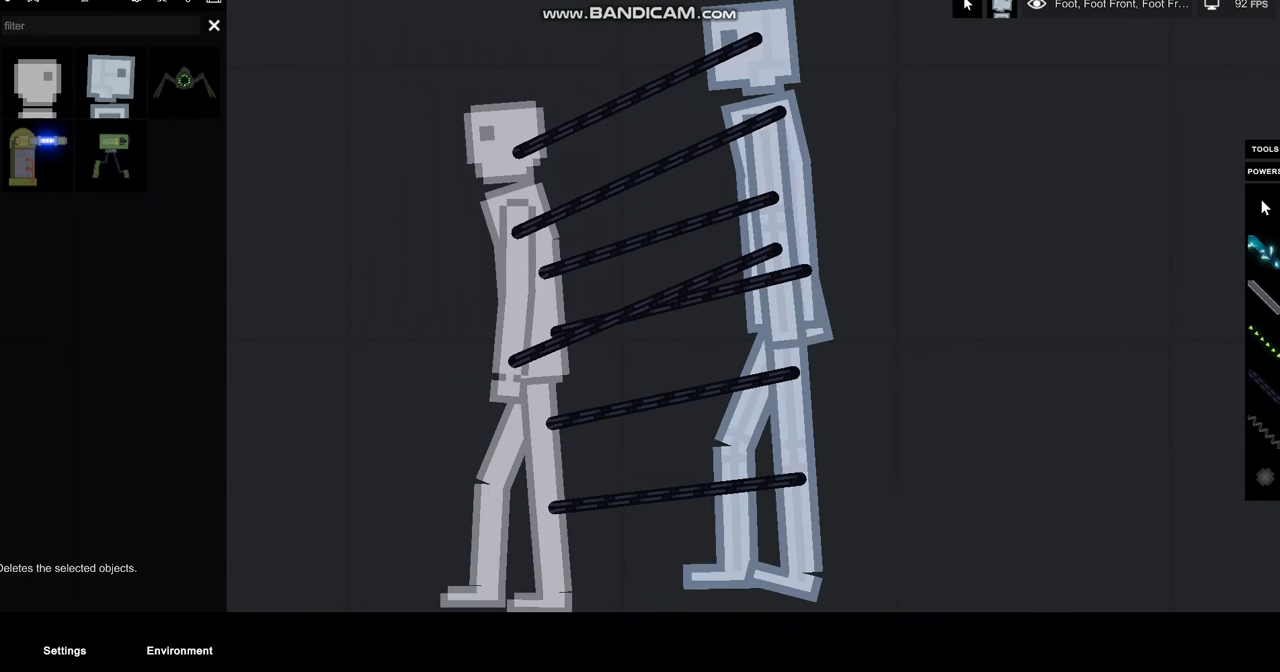 www.BANDICAM.com
Foot, Foot Front, Foot Fr...
92 FPS
filter
TOOLS
POWERS
Deletes the selected objects.
Settings
Environment